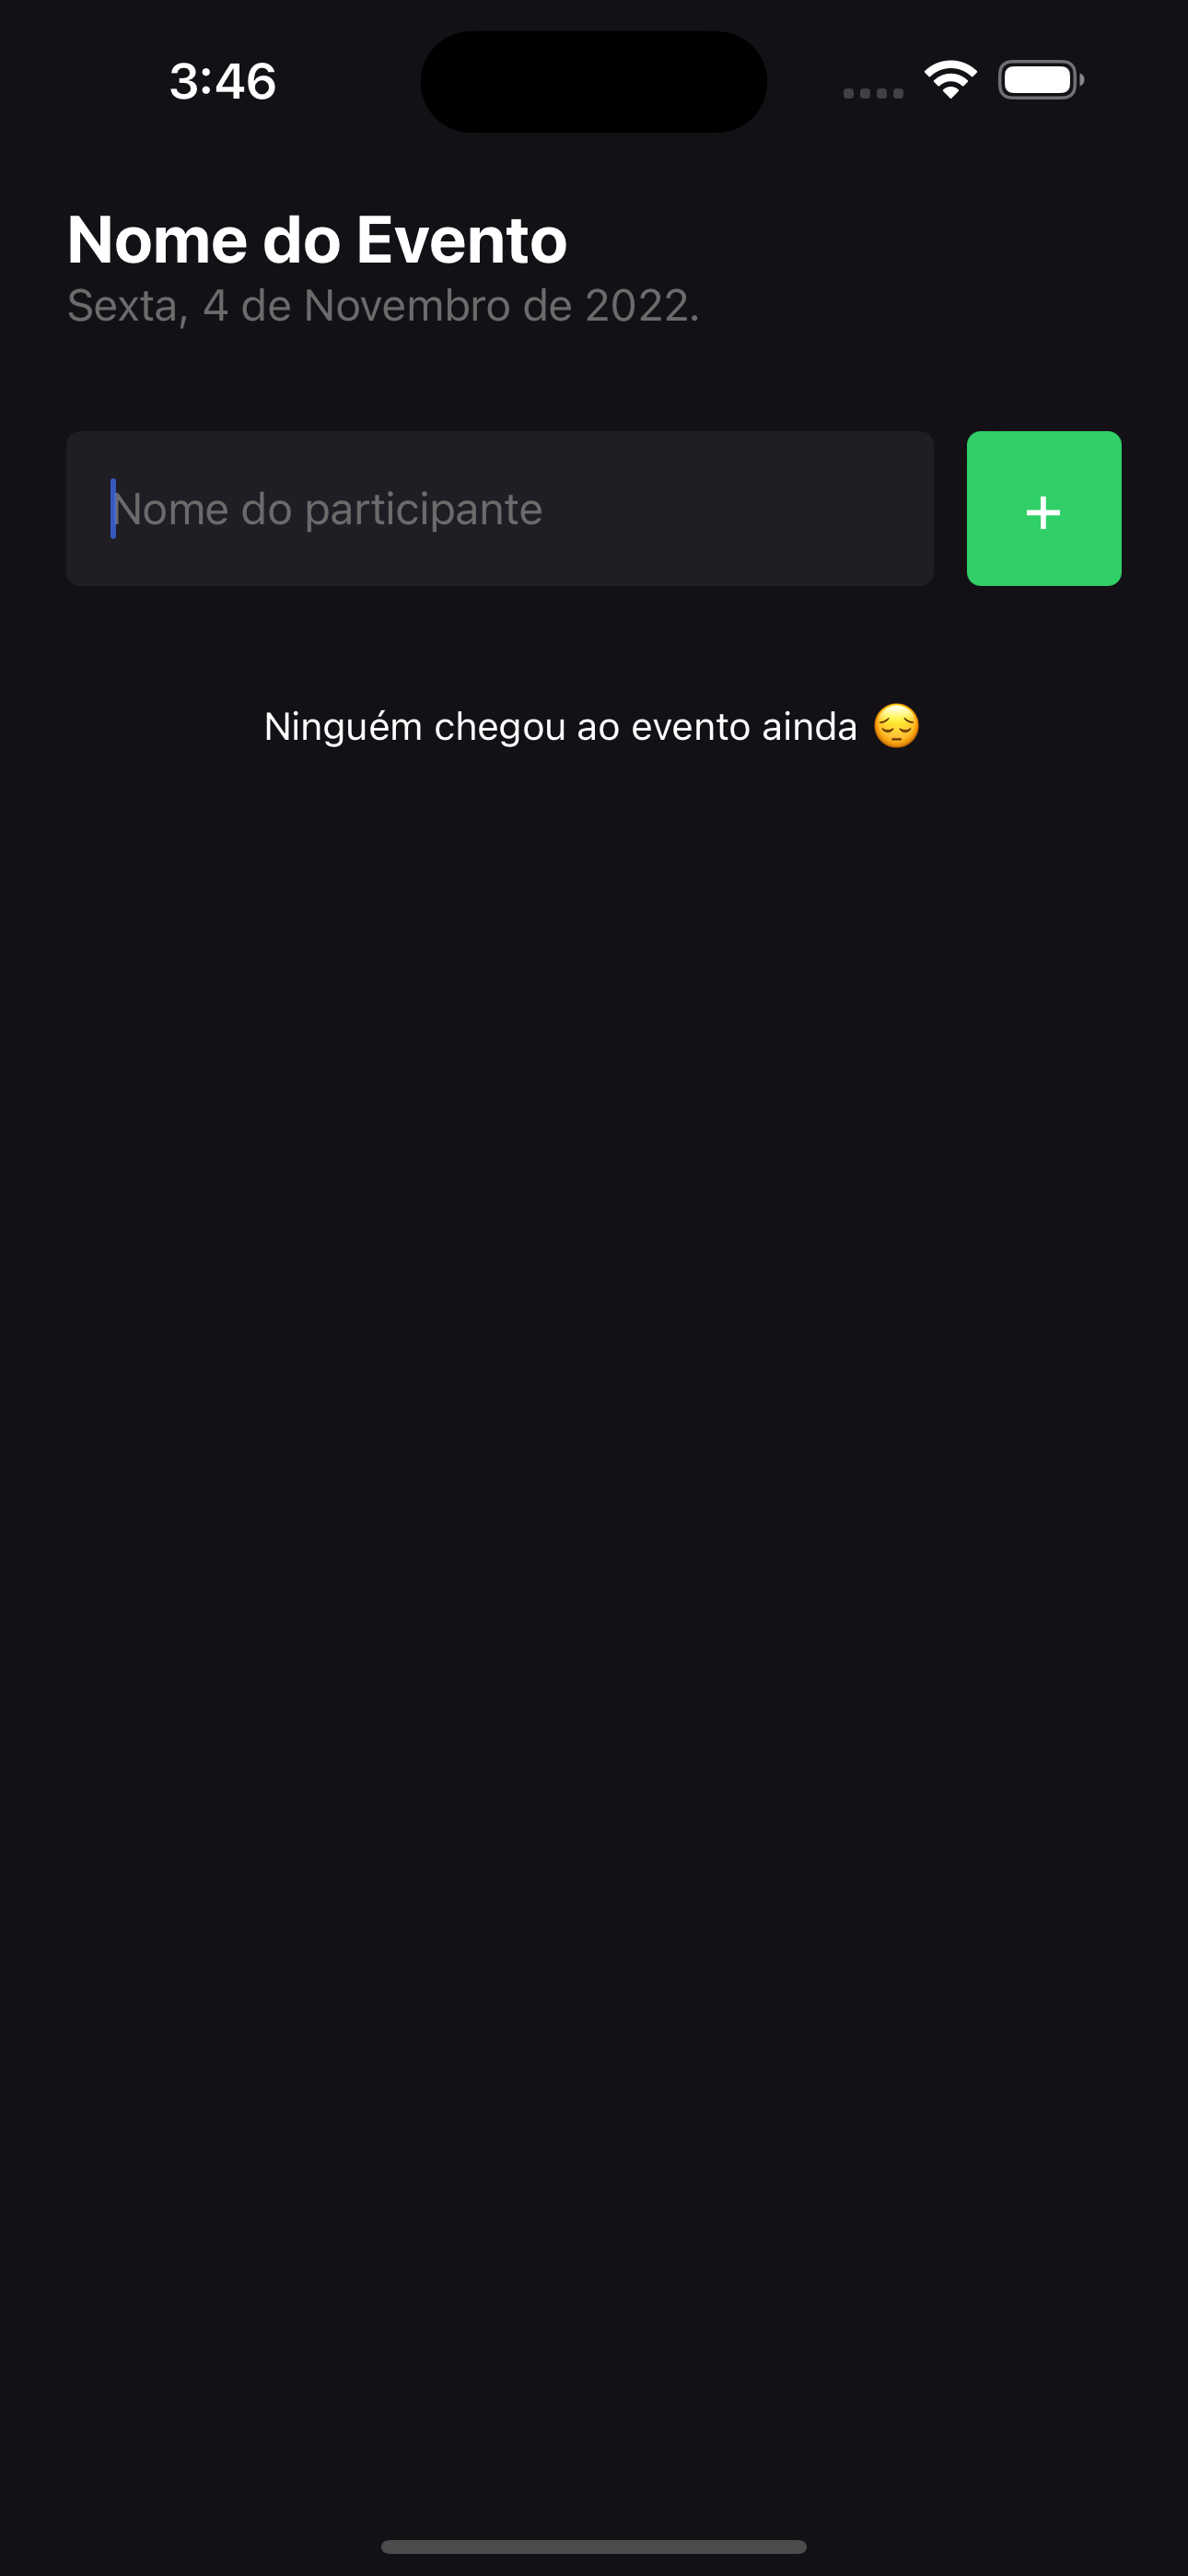 3:46
Nome do Evento
Sexta, 4 de Novembro de 2022.
Nome do participante
+
Ninguém chegou ao evento ainda 😔